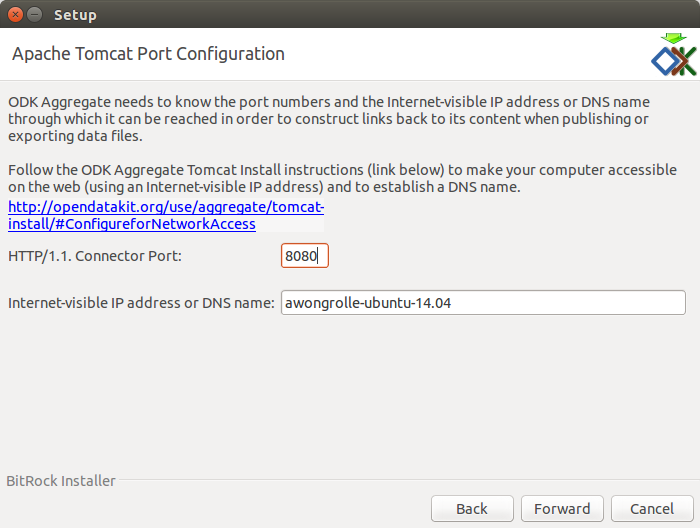 Setup
Apache Tomcat Port Configuration
ODK Aggregate needs to know the port numbers and the Internet-visible IP address or DNS name
through which it can be reached in order to construct links back to its content when publishing or
exporting data files.
Follow the ODK Aggregate Tomcat Install instructions (link below) to make your computer accessible
on the web (using an Internet-visible IP address) and to establish a DNS name.
http://opendatakit.org/use/aggregate/tomcat-
install/#ConfigureforNetworkAccess
HTTP/1.1. Connector Port: 8080
Internet-visible IP address or DNS name: awongrolle-ubuntu-14.04
BitRock Installer
Back Forward Cancel